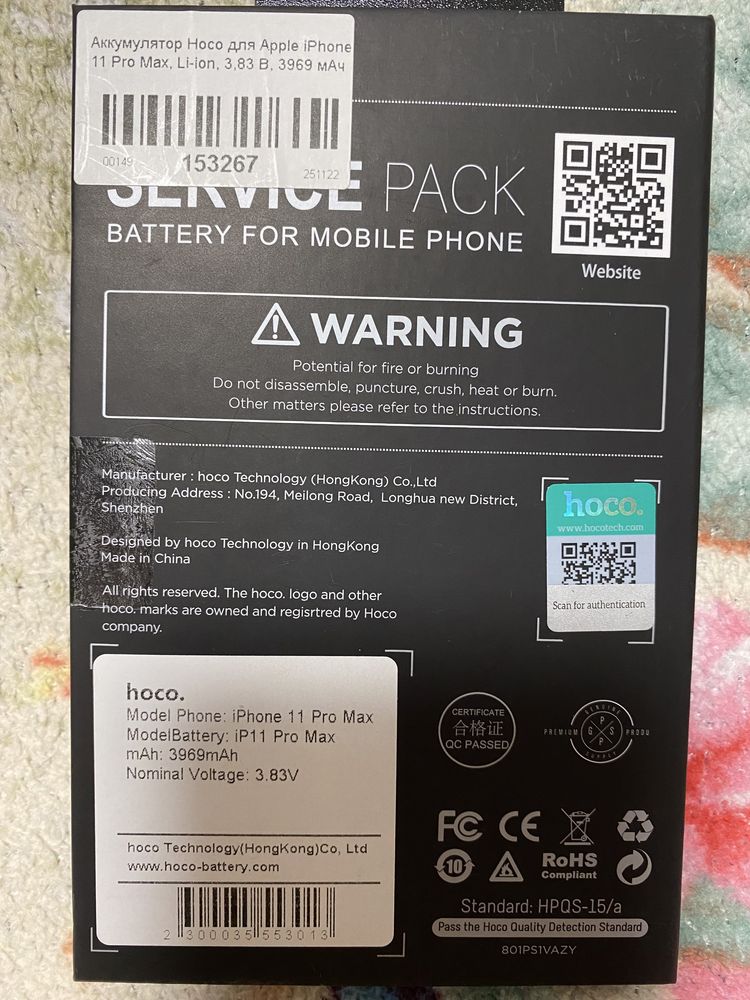 Аккумулятор Hoco для Apple iPhone
11 Pro Max, Li-ion, 3,83 В, 3969 мАч
00149
153267
251122
SERVICE PACK
BATTERY FOR MOBILE PHONE
Website
WARNING
Potential for fire or burning
Do not disassemble, puncture, crush, heat or burn.
Other matters please refer to the instructions.
Manufacturer : hoco Technology (HongKong) Co.,Ltd
Producing Address : No.194, Meilong Road, Longhua new District,
Shenzhen
Designed by hoco Technology in HongKong
Made in China
All rights reserved. The hoco. logo and other
hoco. marks are owned and regisrtred by Hoco
company.
hoco.
www.hocotech.com
Scan for authentication
hoco.
Model Phone: iPhone 11 Pro Max
ModelBattery: iP11 Pro Max
mAh: 3969mAh
Nominal Voltage: 3.83V
hoco Technology(HongKong)Co, Ltd
www.hoco-battery.com
2 300035 553013
CERTIFICATE
合格证
QC PASSED
GENUINE
PREMIUM
PRODU
SUPPLY
P
G S
P
FC CE
10
RoHS
Compliant
Standard: HPQS-15/a
Pass the Hoco Quality Detection Standard
801PS1VAZY